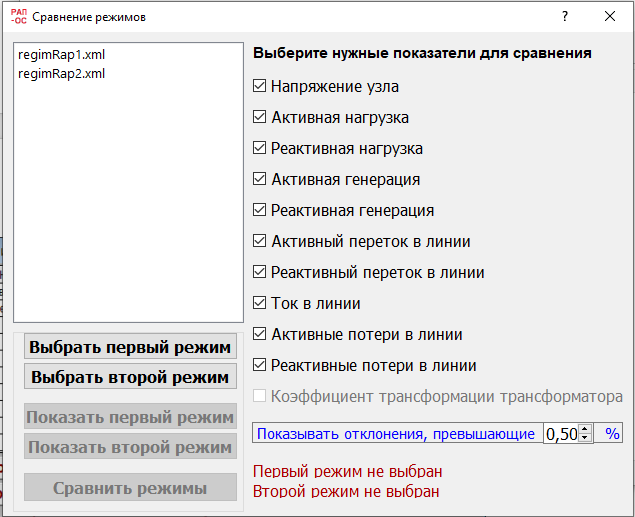 РАП
-ОС
Сравнение режимов
?
regimRap1.xml
regimRap2.xml
Выбрать первый режим
Выбрать второй режим
Показать первый режим
Показать второй режим
Сравнить режимы
Выберите нужные показатели для сравнения
Напряжение узла
Активная нагрузка
Реактивная нагрузка
Активная генерация
Реактивная генерация
Активный переток в линии
Реактивный переток в линии
Ток в линии
Активные потери в линии
Реактивные потери в линии
Коэффициент трансформации трансформатора
Показывать отклонения, превышающие 0,50 %
Первый режим не выбран
Второй режим не выбран